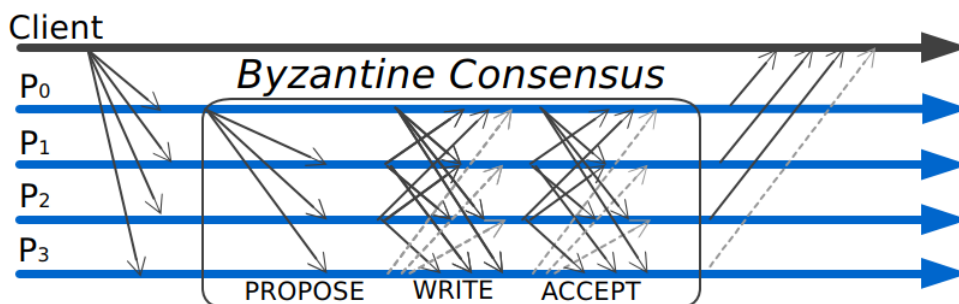 Client
Byzantine Consensus
P0
P1
P2
P3
PROPOSE WRITE ACCEPT